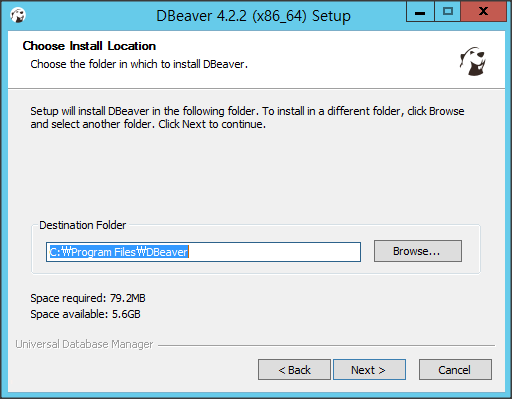 DBeaver 4.2.2 (x86_64) Setup
Choose Install Location
Choose the folder in which to install DBeaver.
Setup will install DBeaver in the following folder. To install in a different folder, click Browse
and select another folder. Click Next to continue.
Destination Folder
C:₩Program Files₩DBeaver
Browse...
Space required: 79.2MB
Space available: 5.6GB
Universal Database Manager
< Back
Next >
Cancel